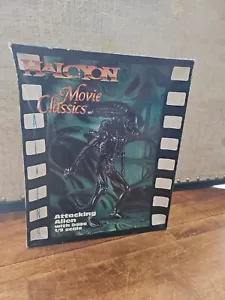 HALCYON
Movie
Classics
Attacking
Alien
with base
1/9 scale